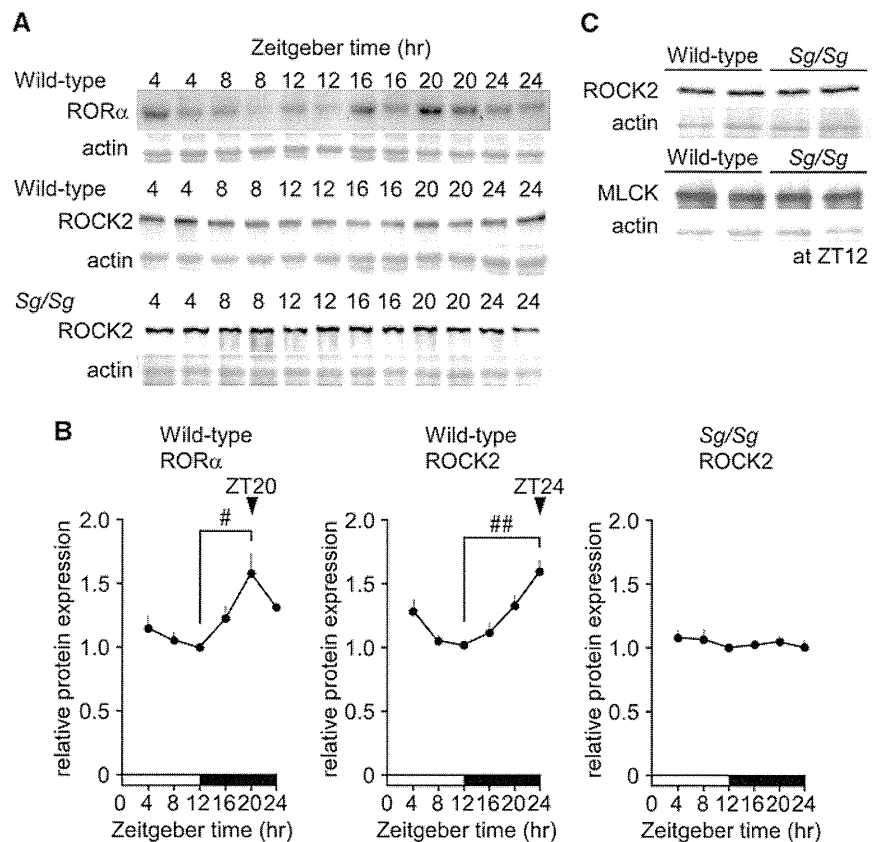 A
Zeitgeber time (hr)
Wild-type 4 4 8 8 12 12 16 16 20 20 24 24
RORα
actin
Wild-type 4 4 8 8 12 12 16 16 20 20 24 24
ROCK2
actin
Sg/Sg 4 4 8 8 12 12 16 16 20 20 24 24
ROCK2
actin
C
Wild-type Sg/Sg
ROCK2
actin
Wild-type Sg/Sg
MLCK
actin
at ZT12
B
Wild-type
RORα
ZT20
#
relative protein expression
2.0
1.5
1.0
0.5
0
0 4 8 12 16 20 24
Zeitgeber time (hr)
Wild-type
ROCK2
ZT24
##
relative protein expression
2.0
1.5
1.0
0.5
0
0 4 8 12 16 20 24
Zeitgeber time (hr)
Sg/Sg
ROCK2
relative protein expression
2.0
1.5
1.0
0.5
0
0 4 8 12 16 20 24
Zeitgeber time (hr)